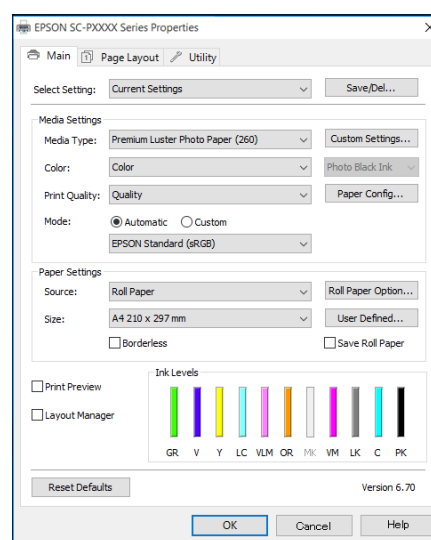 EPSON SC-PXXXX Series Properties
Main Page Layout Utility
Select Setting: Current Settings Save/Del...
Media Settings
Media Type: Premium Luster Photo Paper (260) Custom Settings...
Color: Color Photo Black Ink
Print Quality: Quality Paper Config...
Mode: Automatic Custom
EPSON Standard (sRGB)
Paper Settings
Source: Roll Paper Roll Paper Option...
Size: A4 210 x 297 mm User Defined...
Borderless Save Roll Paper
Ink Levels
Print Preview
Layout Manager
GR V Y LC VLM OR MK VM LK C PK
Reset Defaults Version 6.70
OK Cancel Help